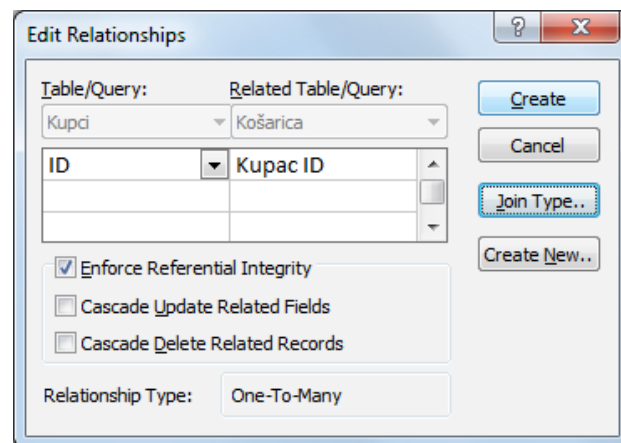 Edit Relationships
Table/Query: Related Table/Query:
Kupci Košarica
ID Kupac ID
Enforce Referential Integrity
Cascade Update Related Fields
Cascade Delete Related Records
Relationship Type: One-To-Many
Create
Cancel
Join Type..
Create New..